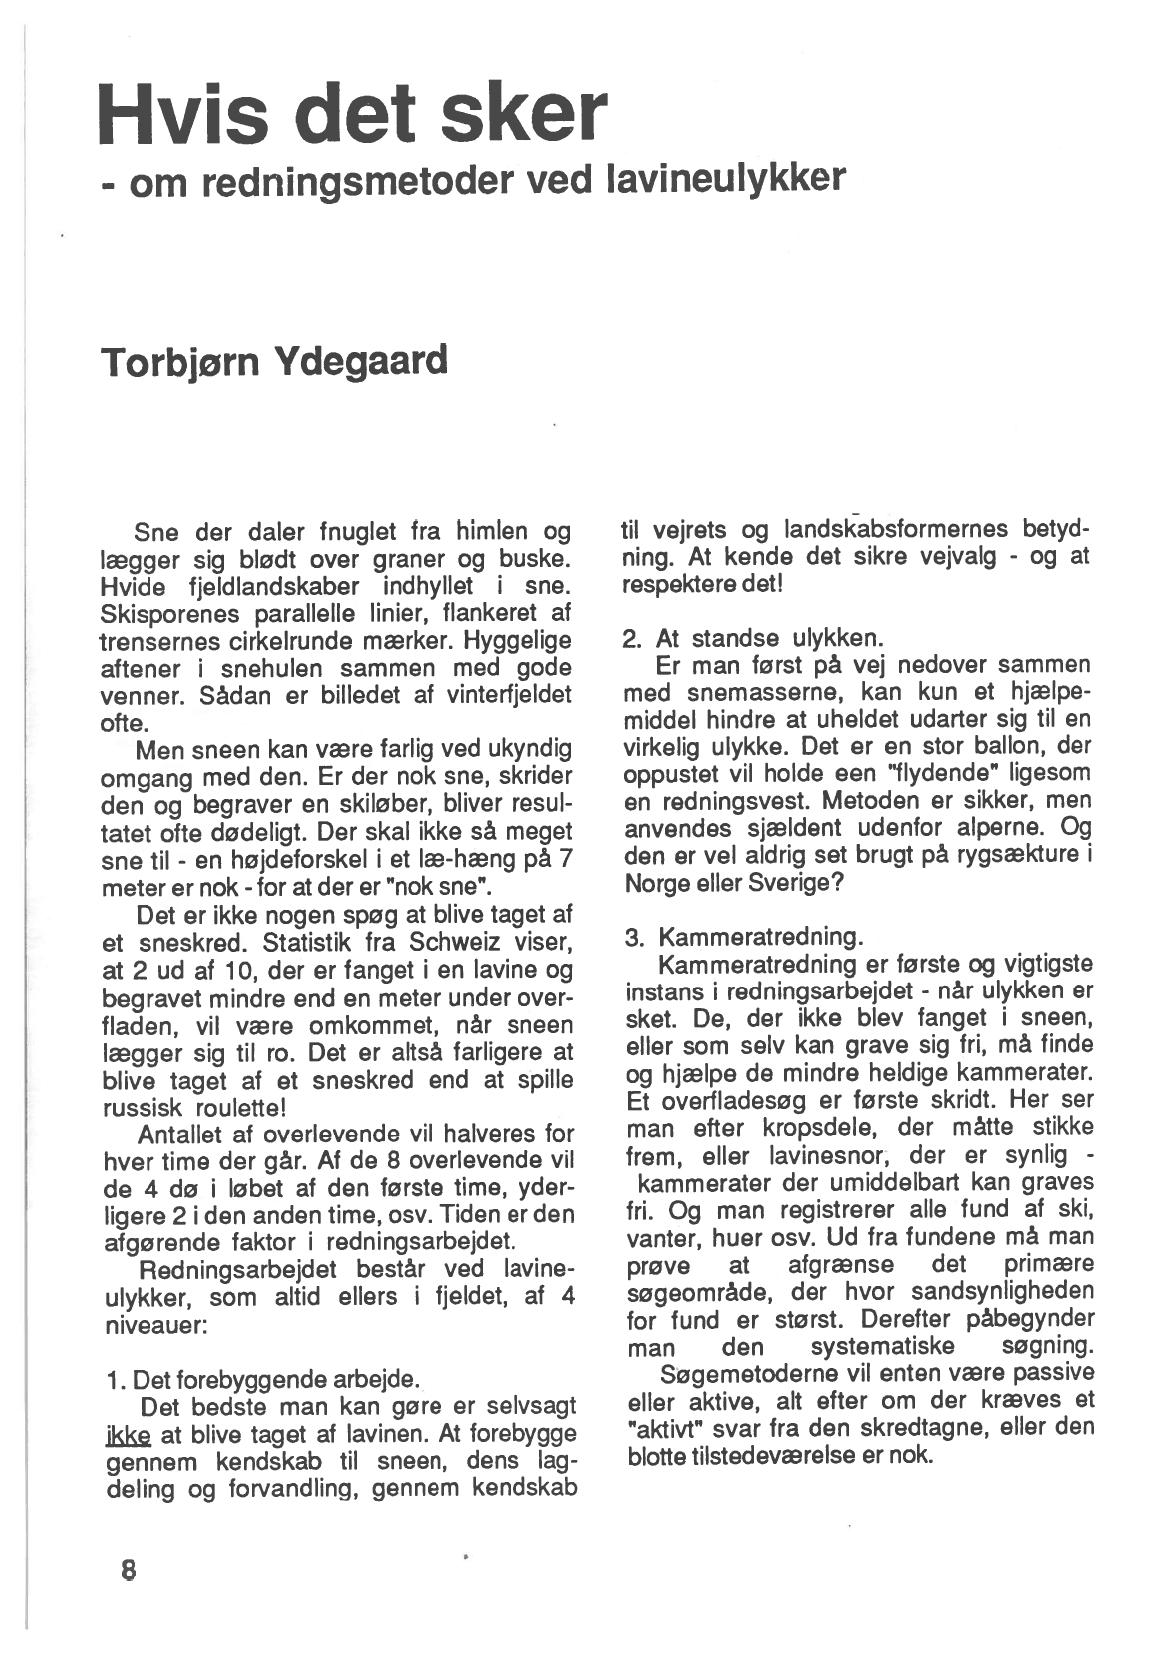 Hvis det sker
- om redningsmetoder ved lavineulykker
Torbjørn Ydegaard
Sne der daler fnuglet fra himlen og
lægger sig blødt over graner og buske.
Hvide fjeldlandskaber indhyllet i sne.
Skisporenes parallelle linier, flankeret af
trensernes cirkelrunde mærker. Hyggelige
aftener i snehulen sammen med gode
venner. Sådan er billedet af vinterfjeldet
ofte.
Men sneen kan være farlig ved ukyndig
omgang med den. Er der nok sne, skrider
den og begraver en skiløber, bliver resul-
tatet ofte dødeligt. Der skal ikke så meget
sne til - en højdeforskel i et læ-hæng på 7
meter er nok - for at der er "nok sne".
Det er ikke nogen spøg at blive taget af
et sneskred. Statistik fra Schweiz viser,
at 2 ud af 10, der er fanget i en lavine og
begravet mindre end en meter under over-
fladen, vil være omkommet, når sneen
lægger sig til ro. Det er altså farligere at
blive taget af et sneskred end at spille
russisk roulette!
Antallet af overlevende vil halveres for
hver time der går. Af de 8 overlevende vil
de 4 dø i løbet af den første time, yder-
ligere 2 i den anden time, osv. Tiden er den
afgørende faktor i redningsarbejdet.
Redningsarbejdet består ved lavine-
ulykker, som altid ellers i fjeldet, af 4
niveauer:
1. Det forebyggende arbejde.
Det bedste man kan gøre er selvsagt
ikke at blive taget af lavinen. At forebygge
gennem kendskab til sneen, dens lag-
deling og forvandling, gennem kendskab
til vejrets og landskabsformernes betyd-
ning. At kende det sikre vejvalg - og at
respektere det!
2. At standse ulykken.
Er man først på vej nedover sammen
med snemasserne, kan kun et hjælpe-
middel hindre at uheldet udarter sig til en
virkelig ulykke. Det er en stor ballon, der
oppustet vil holde een "flydende" ligesom
en redningsvest. Metoden er sikker, men
anvendes sjældent udenfor alperne. Og
den er vel aldrig set brugt på rygsækture i
Norge eller Sverige?
3. Kammeratredning.
Kammeratredning er første og vigtigste
instans i redningsarbejdet - når ulykken er
sket. De, der ikke blev fanget i sneen,
eller som selv kan grave sig fri, må finde
og hjælpe de mindre heldige kammerater.
Et overfladesøg er første skridt. Her ser
man efter kropsdele, der måtte stikke
frem, eller lavinesnor, der er synlig -
kammerater der umiddelbart kan graves
fri. Og man registrerer alle fund af ski,
vanter, huer osv. Ud fra fundene må man
prøve at afgrænse det primære
søgeområde, der hvor sandsynligheden
for fund er størst. Derefter påbegynder
man den systematiske søgning.
Søgemetoderne vil enten være passive
eller aktive, alt efter om der kræves et
"aktivt" svar fra den skredtagne, eller den
blotte tilstedeværelse er nok.
8